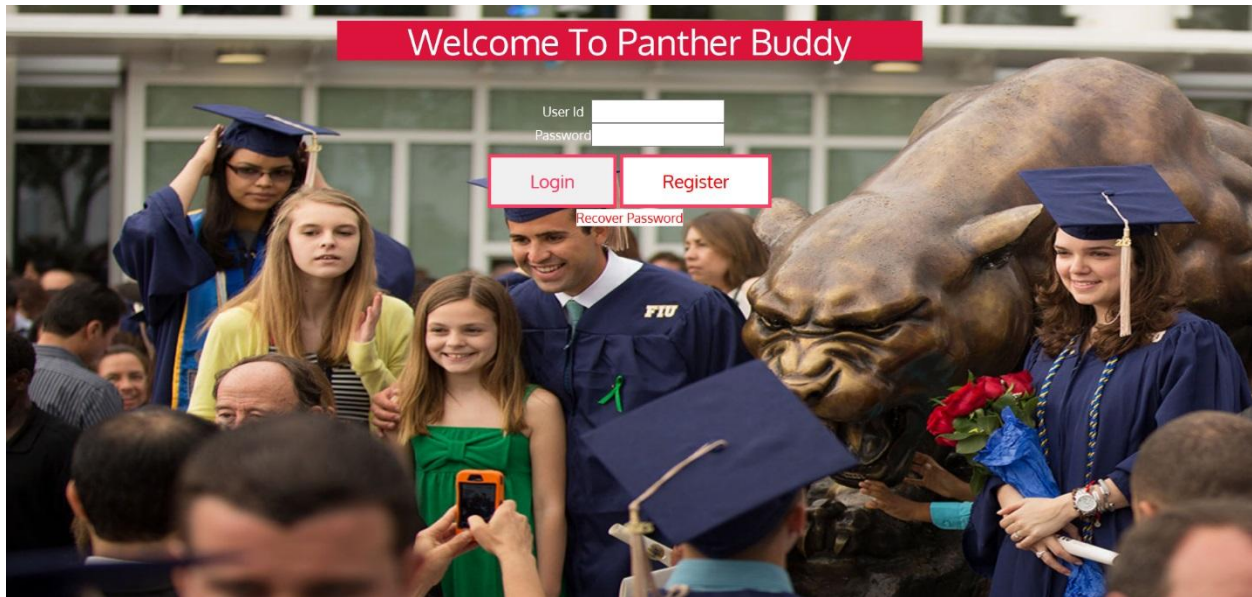 Welcome To Panther Buddy
User Id
Password
Login Register
Recover Password
FIU